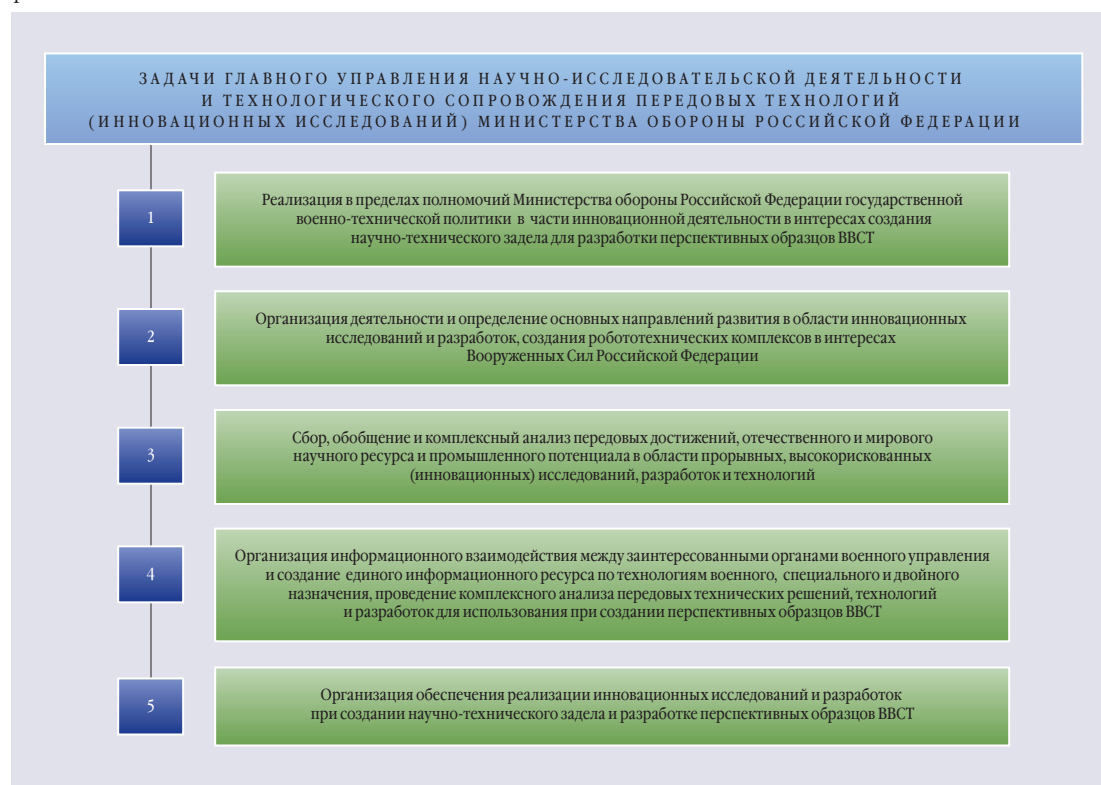 ЗАДАЧИ ГЛАВНОГО УПРАВЛЕНИЯ НАУЧНО-ИССЛЕДОВАТЕЛЬСКОЙ ДЕЯТЕЛЬНОСТИ
И ТЕХНОЛОГИЧЕСКОГО СОПРОВОЖДЕНИЯ ПЕРЕДОВЫХ ТЕХНОЛОГИЙ
(ИННОВАЦИОННЫХ ИССЛЕДОВАНИЙ) МИНИСТЕРСТВА ОБОРОНЫ РОССИЙСКОЙ ФЕДЕРАЦИИ
1
Реализация в пределах полномочий Министерства обороны Российской Федерации государственной
военно-технической политики в части инновационной деятельности в интересах создания
научно-технического задела для разработки перспективных образцов ВВСТ
2
Организация деятельности и определение основных направлений развития в области инновационных
исследований и разработок, создания робототехнических комплексов в интересах
Вооруженных Сил Российской Федерации
3
Сбор, обобщение и комплексный анализ передовых достижений, отечественного и мирового
научного ресурса и промышленного потенциала в области прорывных, высокорискованных
(инновационных) исследований, разработок и технологий
4
Организация информационного взаимодействия между заинтересованными органами военного управления
и создание единого информационного ресурса по технологиям военного, специального и двойного
назначения, проведение комплексного анализа передовых технических решений, технологий
и разработок для использования при создании перспективных образцов ВВСТ
5
Организация обеспечения реализации инновационных исследований и разработок
при создании научно-технического задела и разработке перспективных образцов ВВСТ